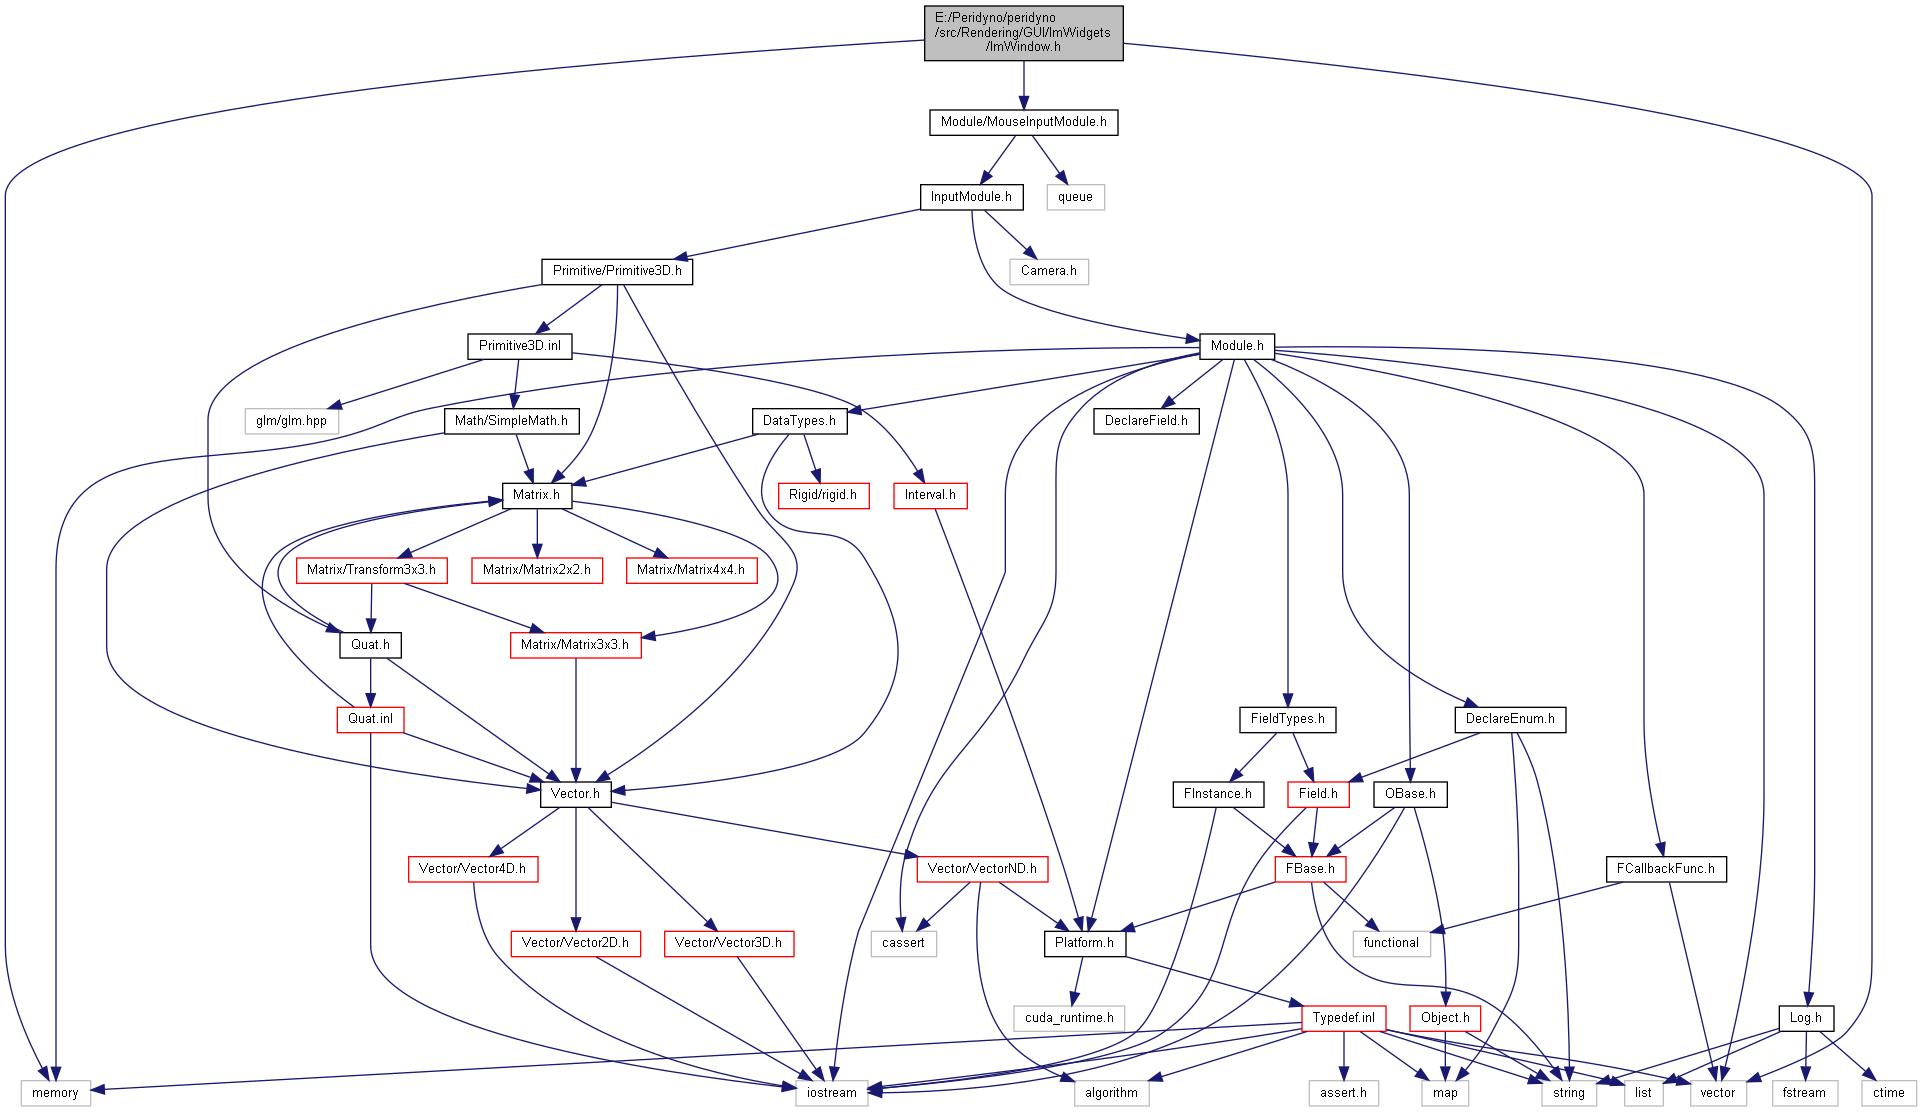 E:/Peridyno/peridyno
/src/Rendering/GUI/ImWidgets
/ImWindow.h
Module/MouseInputModule.h
InputModule.h
queue
Primitive/Primitive3D.h
Camera.h
Primitive3D.inl
Module.h
glm/glm.hpp
Math/SimpleMath.h
DataTypes.h
DeclareField.h
Matrix.h
Rigid/rigid.h
Interval.h
Matrix/Transform3x3.h
Matrix/Matrix2x2.h
Matrix/Matrix4x4.h
Quat.h
Matrix/Matrix3x3.h
Quat.inl
FieldTypes.h
DeclareEnum.h
Vector.h
FInstance.h
Field.h
OBase.h
Vector/Vector4D.h
Vector/VectorND.h
FBase.h
FCallbackFunc.h
Vector/Vector2D.h
Vector/Vector3D.h
cassert
Platform.h
functional
cuda_runtime.h
Typedef.inl
Object.h
Log.h
memory
iostream
algorithm
assert.h
map
string
list
vector
fstream
ctime